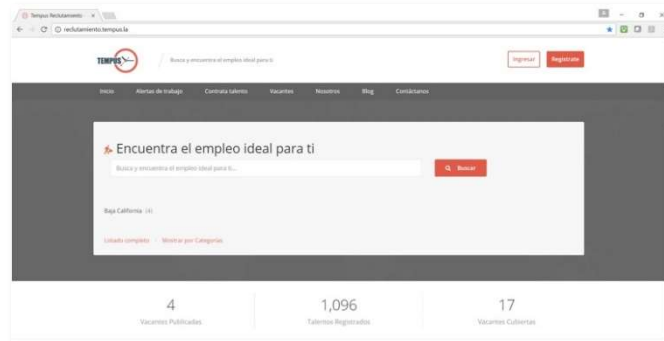 Tempus Reclutamiento
reclutamiento.tempus.la
TEMPUS
Busca y encuentra el empleo ideal para ti.
Ingresar
Regístrate
Inicio
Alertas de trabajo
Contrata talento
Vacantes
Nosotros
Blog
Contáctanos
Encuentra el empleo ideal para ti
Busca y encuentra el empleo ideal para ti...
Buscar
Baja California (4)
Listado completo
Mostrar por Categorías
4
1,096
17
Vacantes Publicadas
Talentos Registrados
Vacantes Cubiertas